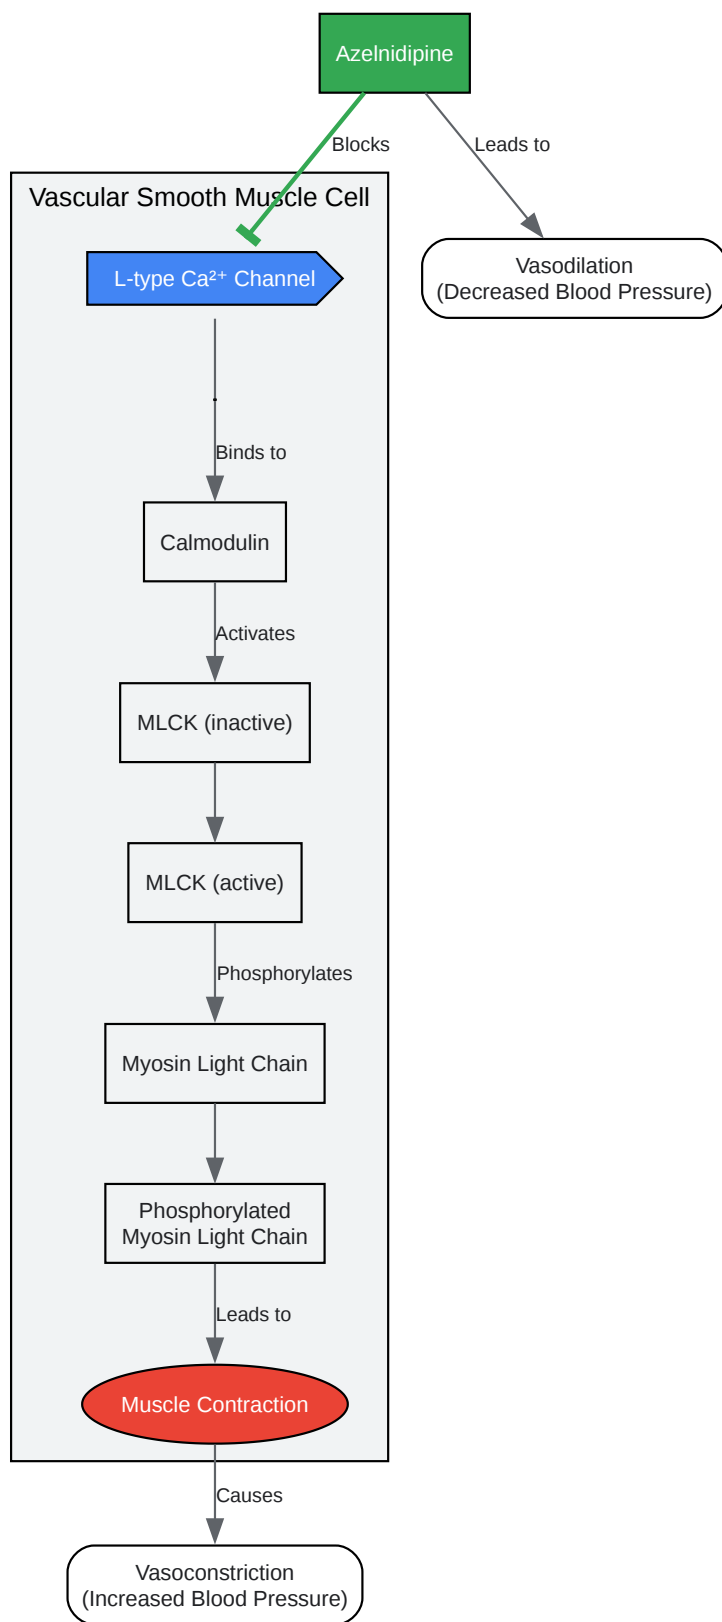 Azelnidipine
Blocks
Leads to
Vascular Smooth Muscle Cell
L-type Ca²⁺ Channel
Vasodilation
(Decreased Blood Pressure)
Binds to
Calmodulin
Activates
MLCK (inactive)
MLCK (active)
Phosphorylates
Myosin Light Chain
Phosphorylated
Myosin Light Chain
Leads to
Muscle Contraction
Causes
Vasoconstriction
(Increased Blood Pressure)